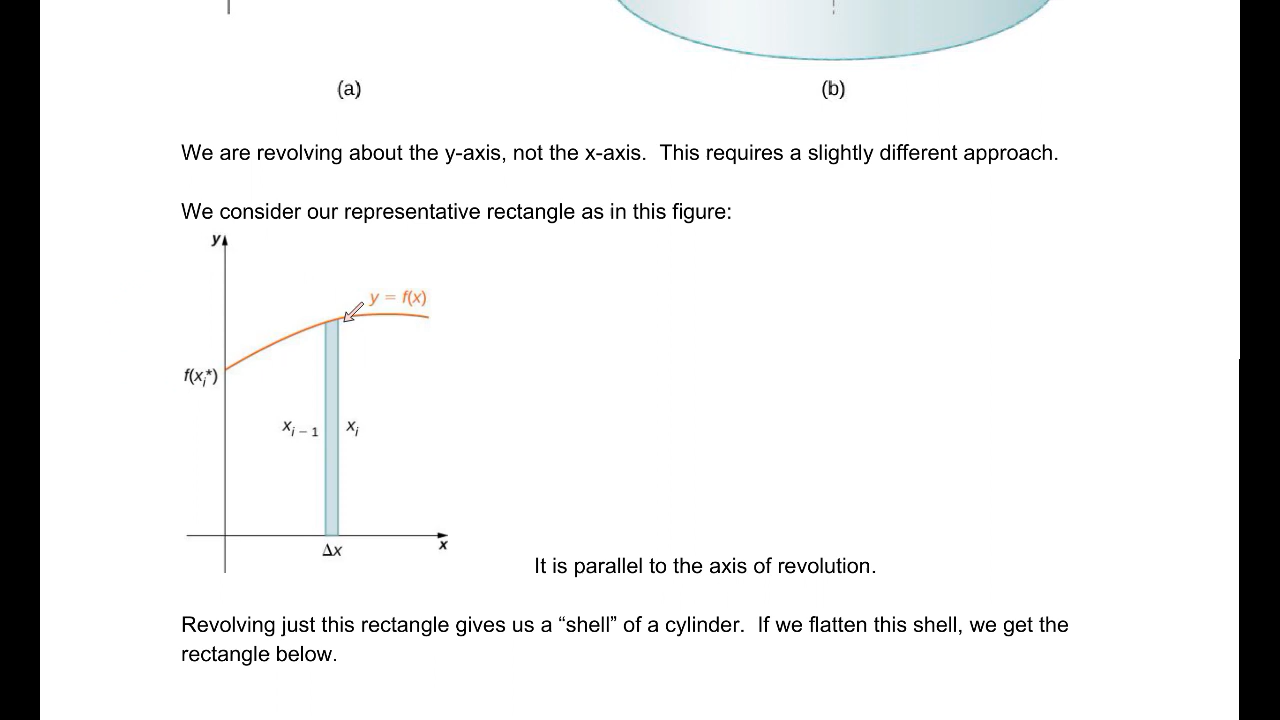 (a) (b)
We are revolving about the y-axis, not the x-axis.  This requires a slightly different approach.
We consider our representative rectangle as in this figure:
y
y = f(x)
f(xᵢ*)
xᵢ₋₁ xᵢ
Δx x
It is parallel to the axis of revolution.
Revolving just this rectangle gives us a “shell” of a cylinder.  If we flatten this shell, we get the
rectangle below.